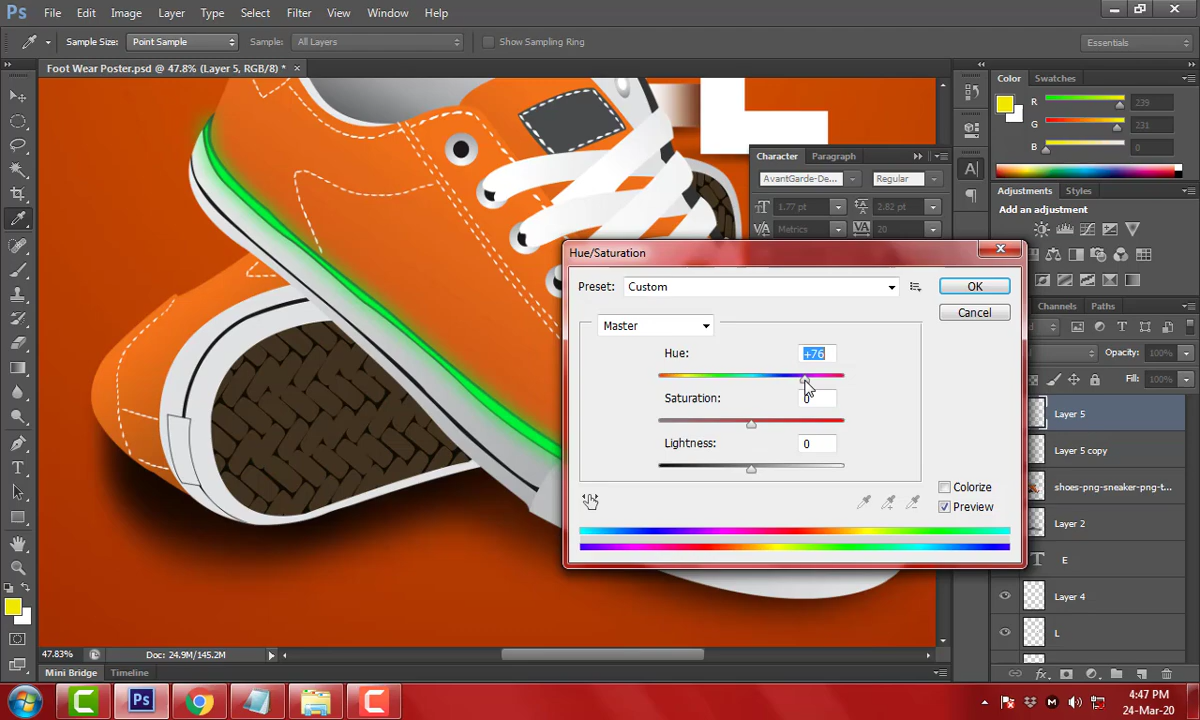 Ps File Edit Image Layer Type Select Filter View Window Help
Sample Size: Point Sample Sample: All Layers Show Sampling Ring Essentials
Foot Wear Poster.psd @ 47.8% (Layer 5, RGB/8) * ×
Color Swatches
R 239
G 231
B 0
Character Paragraph
AvantGarde-De... Regular
1.77 pt 2.82 pt
Metrics 20
Adjustments Styles
Add an adjustment
Hue/Saturation
Preset: Custom
OK
Cancel
Master
Hue: +76
Saturation: 0
Lightness: 0
Colorize
Preview
Channels Paths
Opacity: 100%
Fill: 100%
Layer 5
Layer 5 copy
shoes-png-sneaker-png-t...
Layer 2
T E
Layer 4
L
47.83% Doc: 24.9M/145.2M
Mini Bridge Timeline
4:47 PM
24-Mar-20